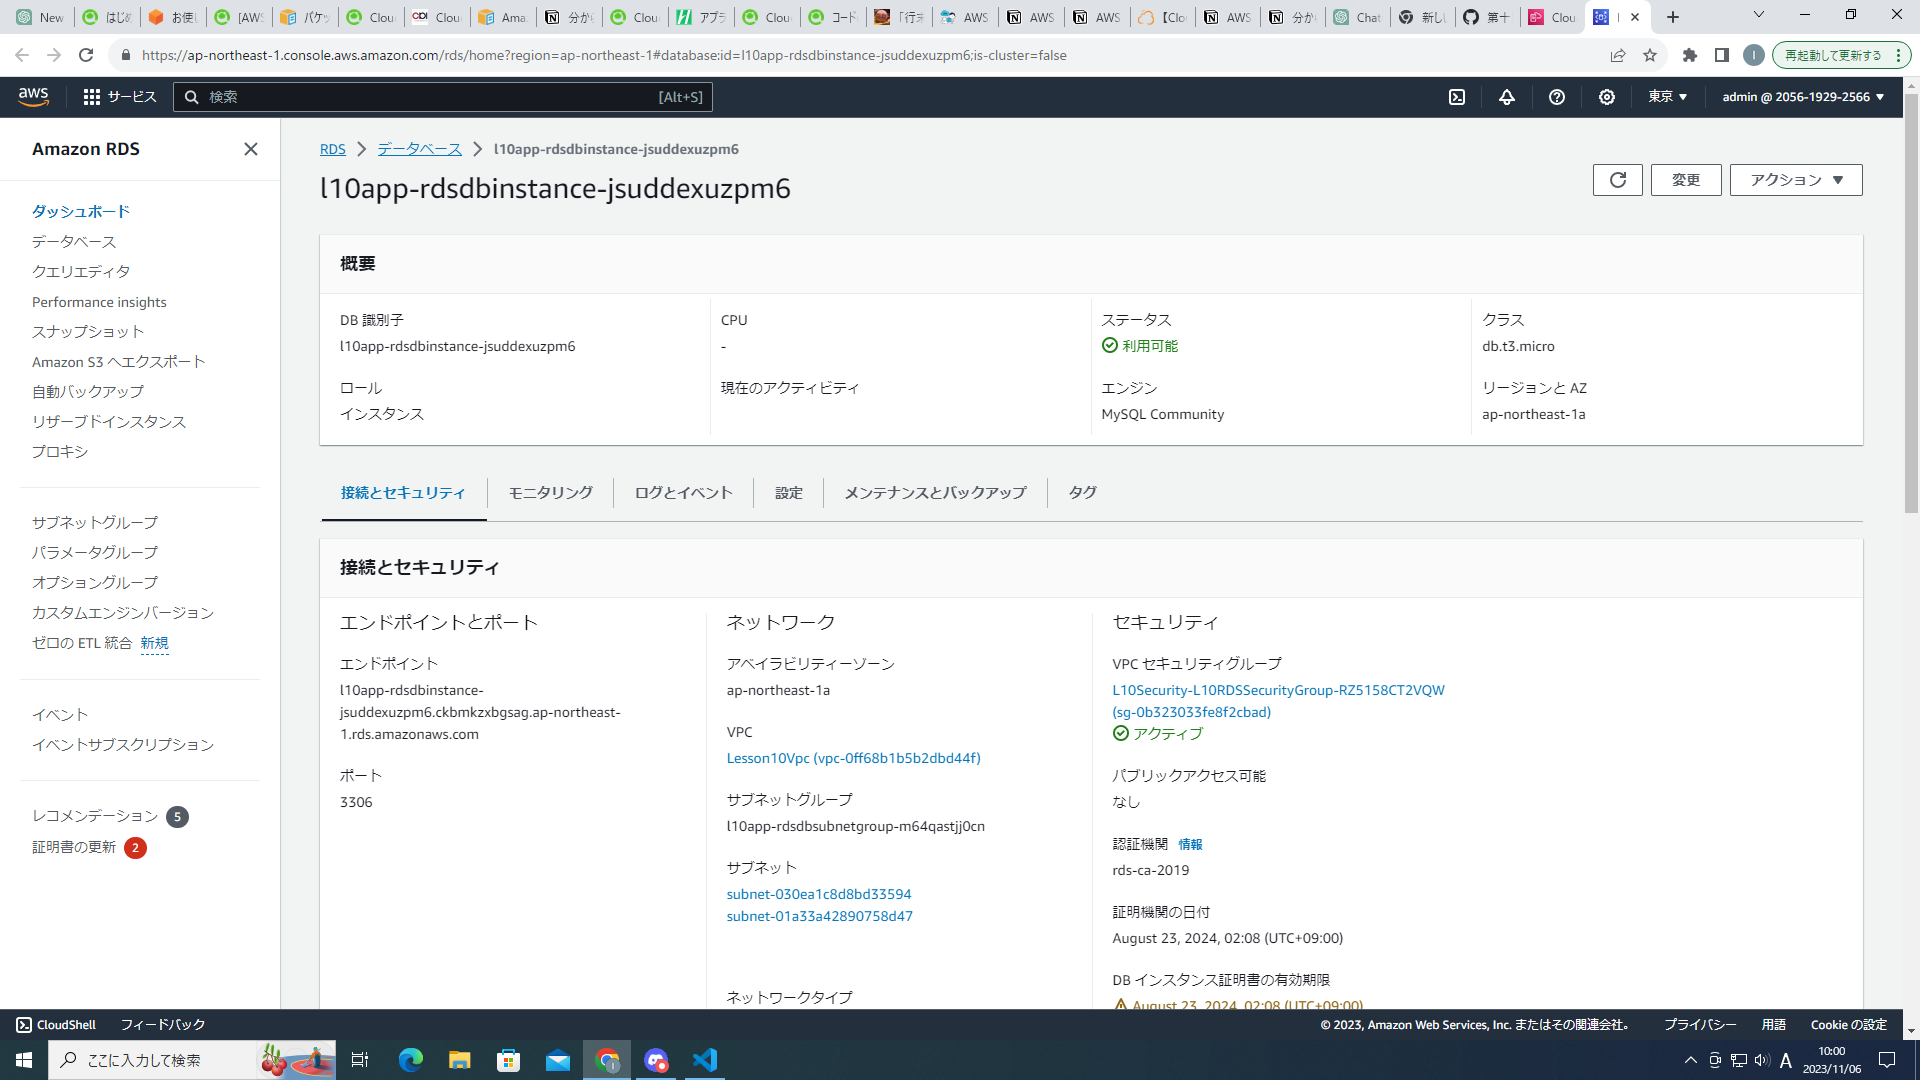 New
はじめ
お使い
[AWS
パケッ
Clou
Clou
Ama
分から
Clou
アプラ
Clou
コード
「行末
AWS
AWS
AWS
【Clo
AWS
分から
Chat
新しい
第十
Clou
https://ap-northeast-1.console.aws.amazon.com/rds/home?region=ap-northeast-1#database:id=l10app-rdsdbinstance-jsuddexuzpm6;is-cluster=false
再起動して更新する
aws
サービス
検索
[Alt+S]
東京
admin @ 2056-1929-2566
Amazon RDS
ダッシュボード
データベース
クエリエディタ
Performance insights
スナップショット
Amazon S3 へエクスポート
自動バックアップ
リザーブドインスタンス
プロキシ
サブネットグループ
パラメータグループ
オプショングループ
カスタムエンジンバージョン
ゼロの ETL 統合 新規
イベント
イベントサブスクリプション
レコメンデーション 5
証明書の更新 2
RDS > データベース > l10app-rdsdbinstance-jsuddexuzpm6
l10app-rdsdbinstance-jsuddexuzpm6
変更
アクション
概要
DB 識別子
l10app-rdsdbinstance-jsuddexuzpm6
ロール
インスタンス
CPU
-
現在のアクティビティ
ステータス
利用可能
エンジン
MySQL Community
クラス
db.t3.micro
リージョンと AZ
ap-northeast-1a
接続とセキュリティ
モニタリング
ログとイベント
設定
メンテナンスとバックアップ
タグ
接続とセキュリティ
エンドポイントとポート
エンドポイント
l10app-rdsdbinstance-
jsuddexuzpm6.ckbmkzxbgsag.ap-northeast-
1.rds.amazonaws.com
ポート
3306
ネットワーク
アベイラビリティーゾーン
ap-northeast-1a
VPC
Lesson10Vpc (vpc-0ff68b1b5b2dbd44f)
サブネットグループ
l10app-rdsdbsubnetgroup-m64qastjj0cn
サブネット
subnet-030ea1c8d8bd33594
subnet-01a33a42890758d47
ネットワークタイプ
セキュリティ
VPC セキュリティグループ
L10Security-L10RDSSecurityGroup-RZ5158CT2VQW
(sg-0b323033fe8f2cbad)
アクティブ
パブリックアクセス可能
なし
認証機関 情報
rds-ca-2019
証明機関の日付
August 23, 2024, 02:08 (UTC+09:00)
DB インスタンス証明書の有効期限
August 23, 2024, 02:08 (UTC+09:00)
CloudShell
フィードバック
© 2023, Amazon Web Services, Inc. またはその関連会社。
プライバシー
用語
Cookie の設定
ここに入力して検索
A
10:00
2023/11/06